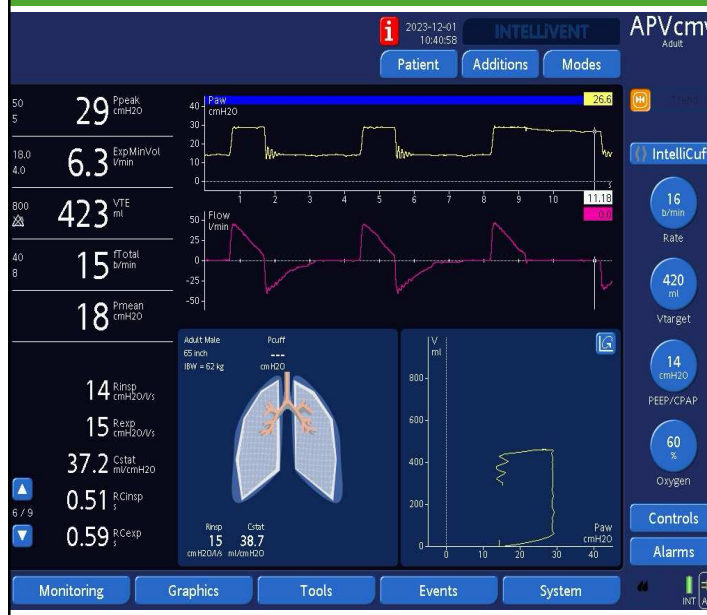 i
2023-12-01
10:40:58
INTELLiVENT
APVcmv
Adult
Patient
Additions
Modes
50
5
29
Ppeak
cmH2O
18.0
4.0
6.3
ExpMinVol
l/min
800
423
VTE
ml
40
8
15
fTotal
b/min
18
Pmean
cmH2O
14
Rinsp
cmH2O/l/s
15
Rexp
cmH2O/l/s
37.2
Cstat
ml/cmH2O
6 / 9
0.51
RCinsp
s
0.59
RCexp
s
Paw
cmH2O
26.6
40
30
20
10
0
s
1 2 3 4 5 6 7 8 9 10 11.18
Flow
l/min
0.0
50
25
0
-25
-50
Adult Male
65 inch
IBW = 62 kg
Pcuff
---
cmH2O
Rinsp
15
cmH2O/l/s
Cstat
38.7
ml/cmH2O
V
ml
800
600
400
200
0
0 10 20 30 40
Paw
cmH2O
IntelliCuff
16
b/min
Rate
420
ml
Vtarget
14
cmH2O
PEEP/CPAP
60
%
Oxygen
Controls
Alarms
Monitoring
Graphics
Tools
Events
System
INT